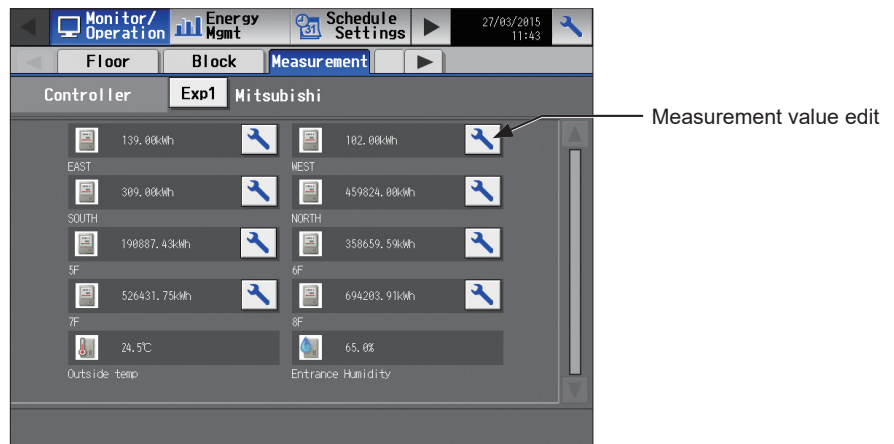 Monitor/
Operation
Energy
Mgmt
31
Schedule
Settings
27/03/2015
11:43
Floor
Block
Measurement
Controller
Exp1
Mitsubishi
Measurement value edit
139.00kWh
102.00kWh
EAST
WEST
309.00kWh
459824.00kWh
SOUTH
NORTH
190887.43kWh
358659.59kWh
5F
6F
526431.75kWh
694203.91kWh
7F
8F
24.5℃
65.0%
Outside temp
Entrance Humidity